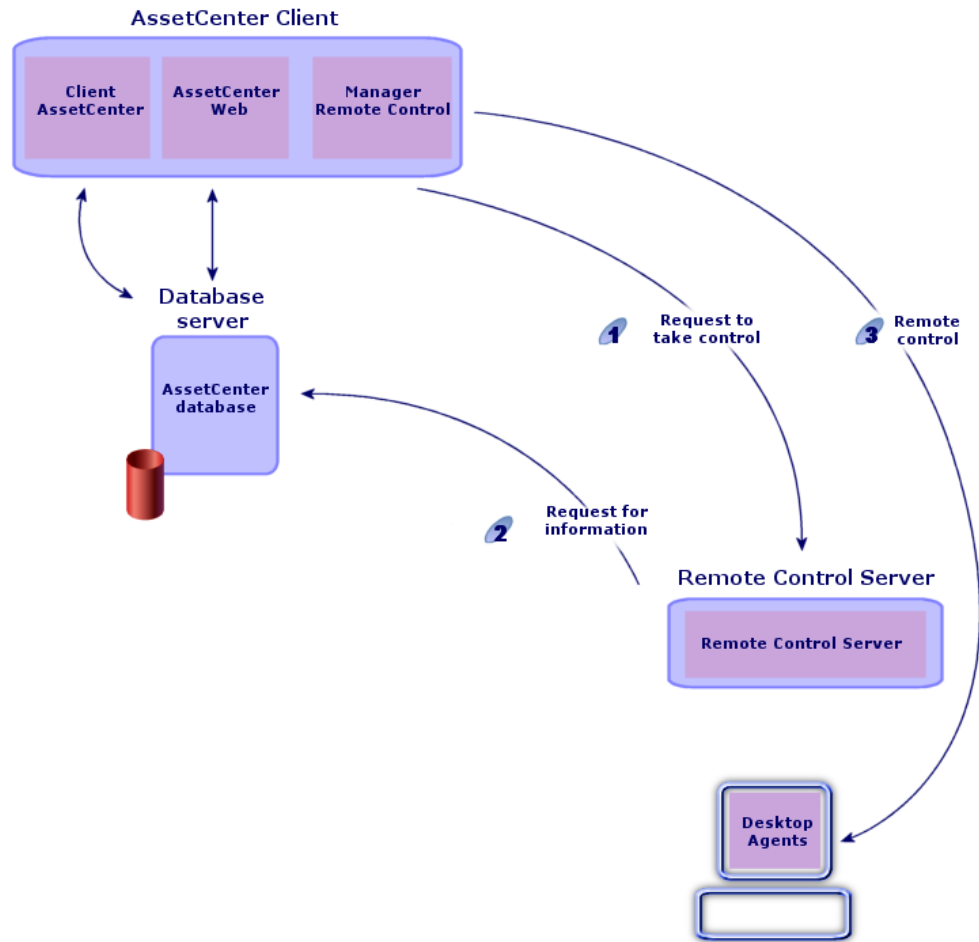 AssetCenter Client
Client
AssetCenter
AssetCenter
Web
Manager
Remote Control
Database
server
AssetCenter
database
1
Request to
take control
3
Remote
control
2
Request for
information
Remote Control Server
Remote Control Server
Desktop
Agents